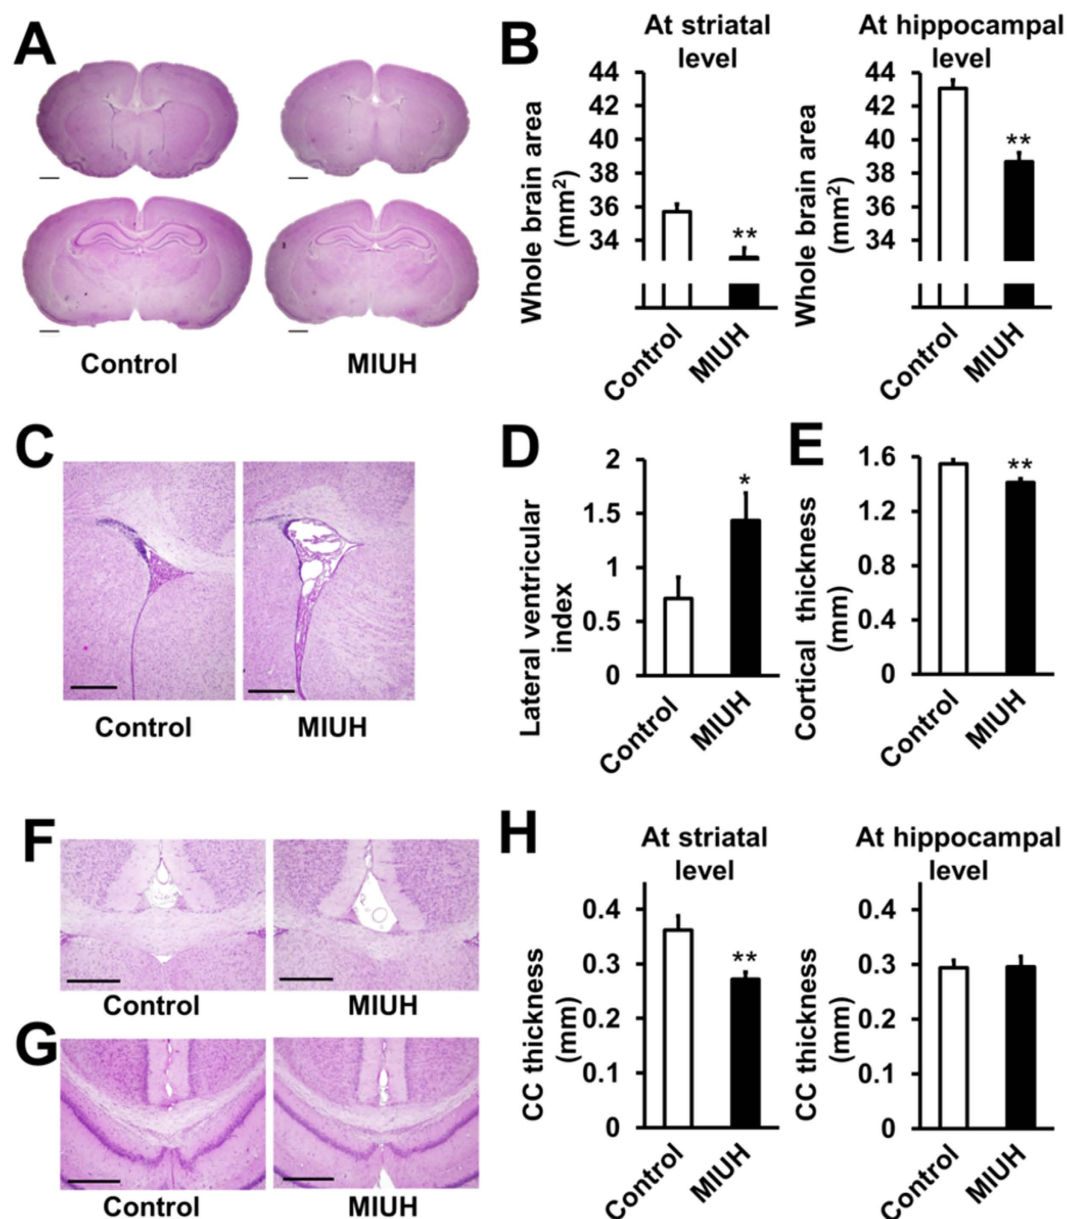 A
Control
MIUH
B
At striatal
level
Whole brain area
(mm²)
44
42
40
38
36
34
**
Control
MIUH
At hippocampal
level
Whole brain area
(mm²)
44
42
40
38
36
34
**
Control
MIUH
C
Control
MIUH
D
Lateral ventricular
index
2
1.5
1
0.5
0
*
Control
MIUH
E
Cortical thickness
(mm)
1.6
1.2
0.8
0.4
0
**
Control
MIUH
F
Control
MIUH
G
Control
MIUH
H
At striatal
level
CC thickness
(mm)
0.4
0.3
0.2
0.1
0
**
Control
MIUH
At hippocampal
level
CC thickness
(mm)
0.4
0.3
0.2
0.1
0
Control
MIUH